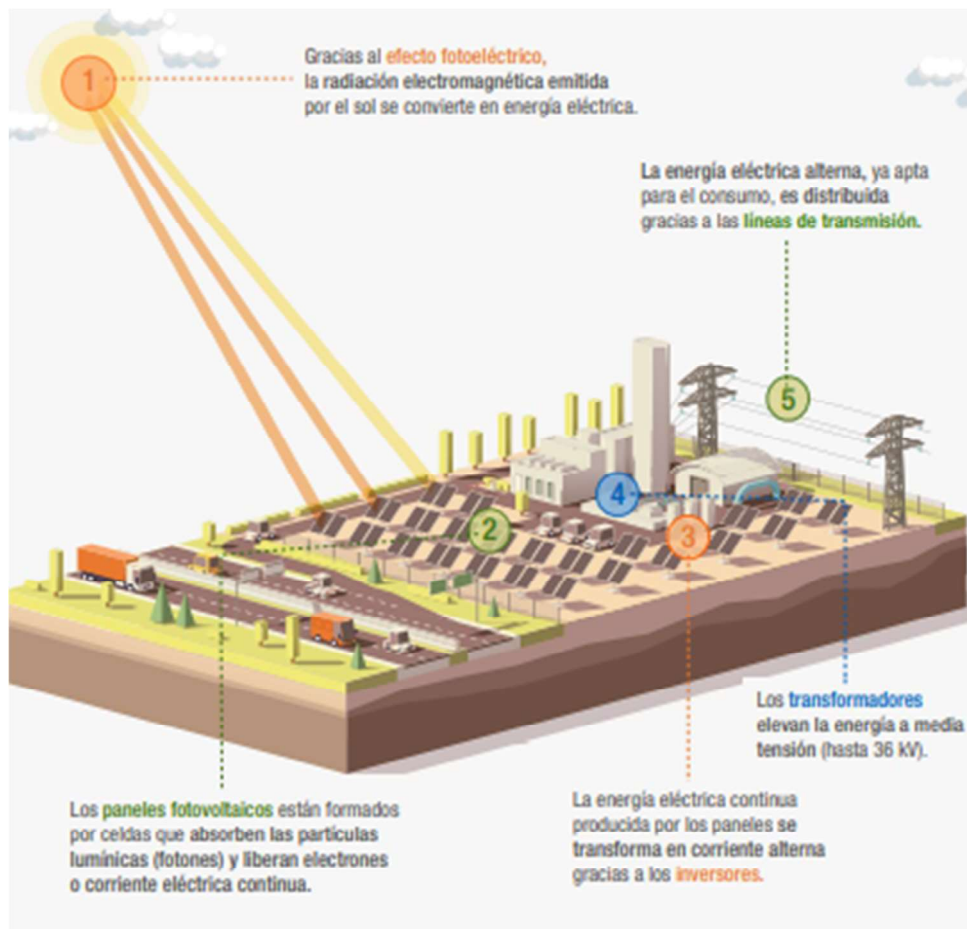 1
Gracias al efecto fotoeléctrico,
la radiación electromagnética emitida
por el sol se convierte en energía eléctrica.
La energía eléctrica alterna, ya apta
para el consumo, es distribuida
gracias a las líneas de transmisión.
5
4
2
3
Los transformadores
elevan la energía a media
tensión (hasta 36 kV).
Los paneles fotovoltaicos están formados
por celdas que absorben las partículas
lumínicas (fotones) y liberan electrones
o corriente eléctrica continua.
La energía eléctrica continua
producida por los paneles se
transforma en corriente alterna
gracias a los inversores.